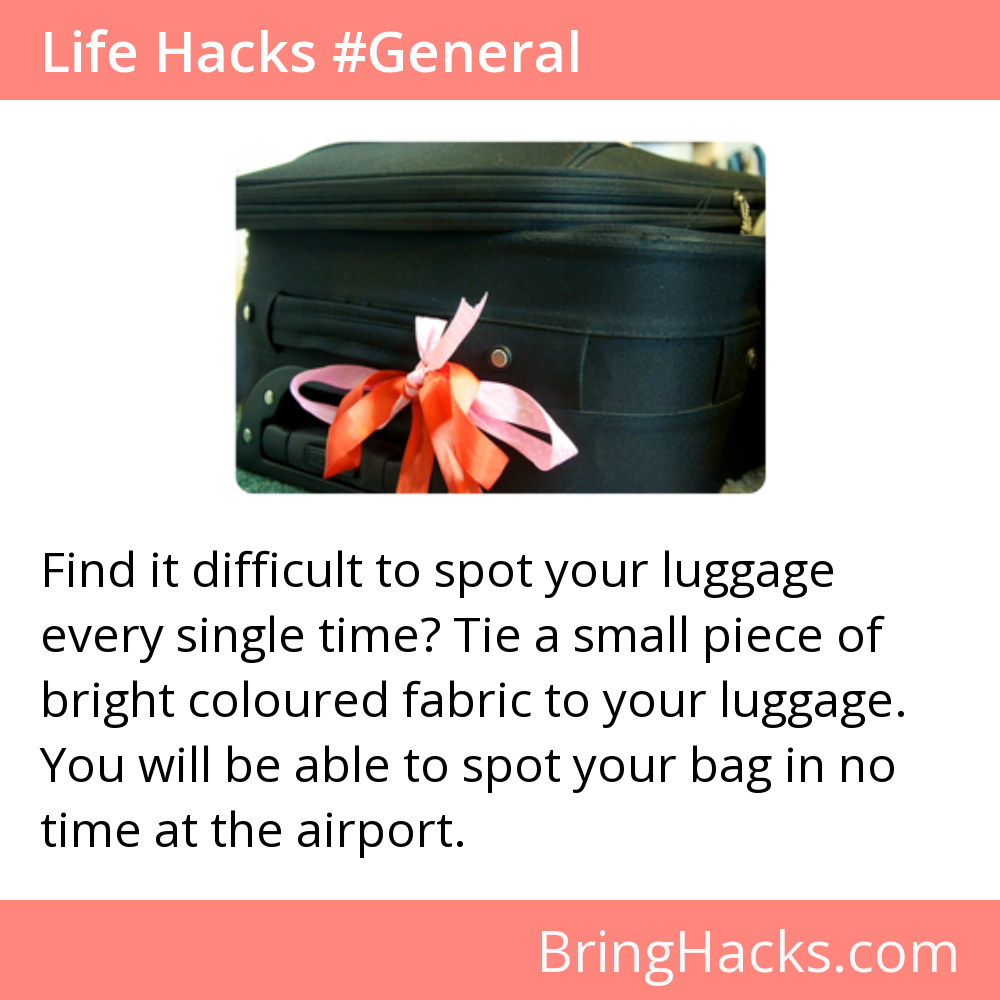 Life Hacks #General
Find it difficult to spot your luggage
every single time? Tie a small piece of
bright coloured fabric to your luggage.
You will be able to spot your bag in no
time at the airport.
BringHacks.com